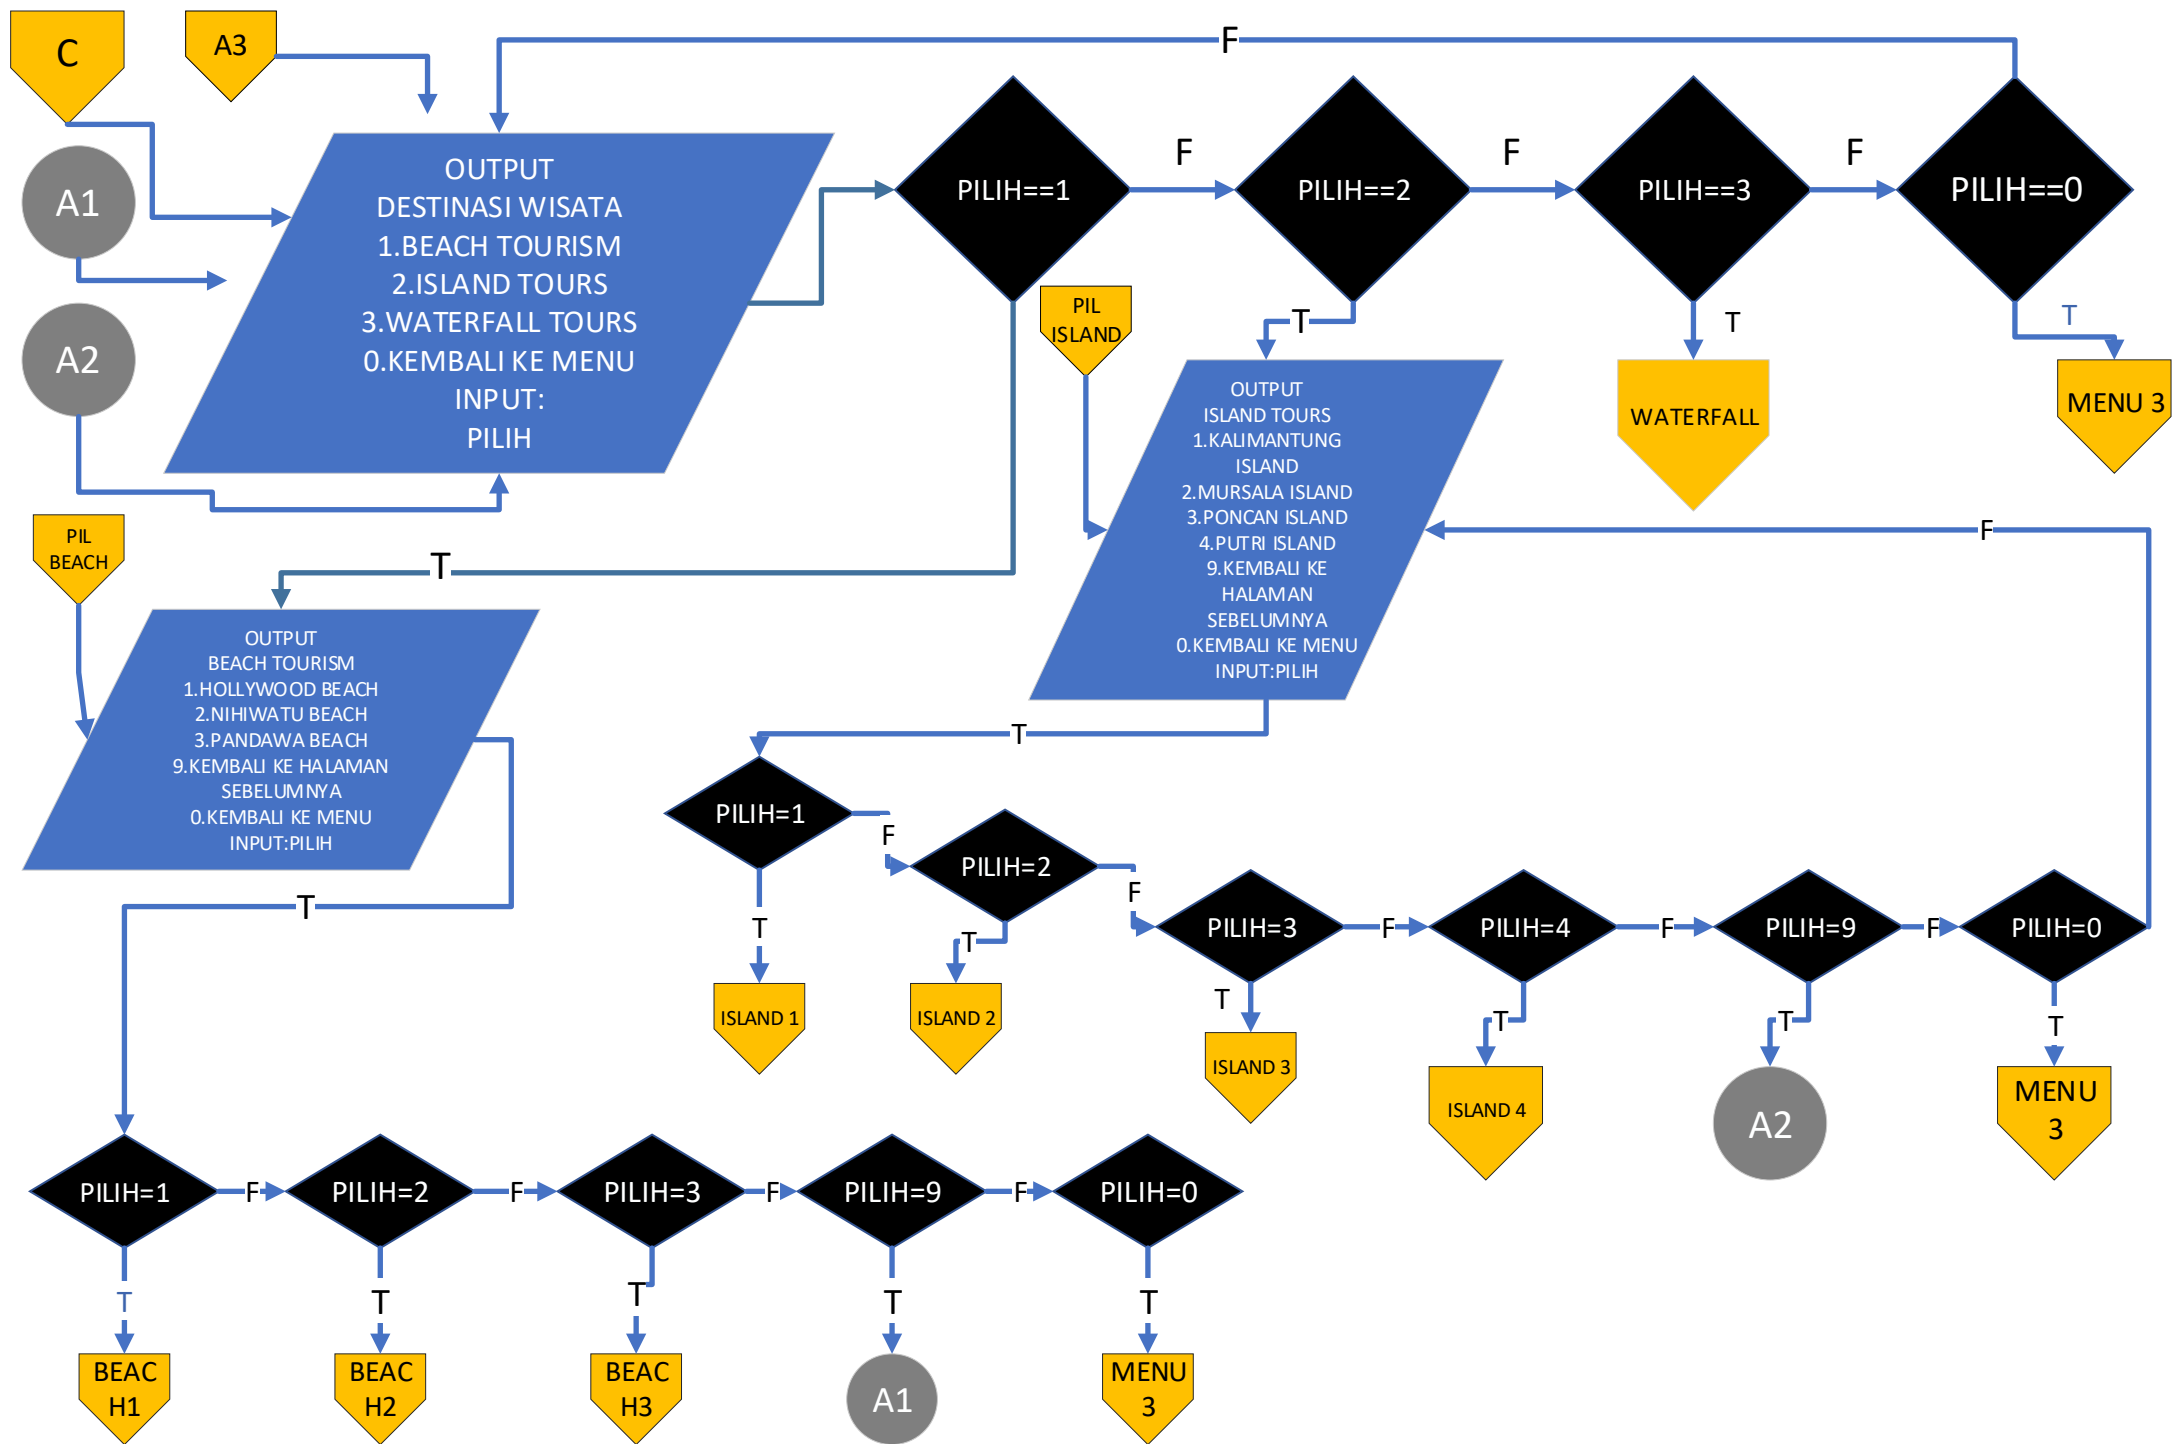 C
A3
F
A1
A2
OUTPUT
DESTINASI WISATA
1.BEACH TOURISM
2.ISLAND TOURS
3.WATERFALL TOURS
0.KEMBALI KE MENU
INPUT:
PILIH
PILIH==1
F
PILIH==2
F
PILIH==3
F
PILIH==0
T
T
T
PIL
ISLAND
WATERFALL
MENU 3
OUTPUT
ISLAND TOURS
1.KALIMANTUNG
ISLAND
2.MURSALA ISLAND
3.PONCAN ISLAND
4.PUTRI ISLAND
9.KEMBALI KE
HALAMAN
SEBELUMNYA
0.KEMBALI KE MENU
INPUT:PILIH
F
PIL
BEACH
T
OUTPUT
BEACH TOURISM
1.HOLLYWOOD BEACH
2.NIHIWATU BEACH
3.PANDAWA BEACH
9.KEMBALI KE HALAMAN
SEBELUMNYA
0.KEMBALI KE MENU
INPUT:PILIH
T
T
PILIH=1
F
PILIH=2
F
PILIH=3
F
PILIH=4
F
PILIH=9
F
PILIH=0
T
T
T
T
T
T
ISLAND 1
ISLAND 2
ISLAND 3
ISLAND 4
A2
MENU
3
PILIH=1
F
PILIH=2
F
PILIH=3
F
PILIH=9
F
PILIH=0
T
T
T
T
T
BEAC
H1
BEAC
H2
BEAC
H3
A1
MENU
3